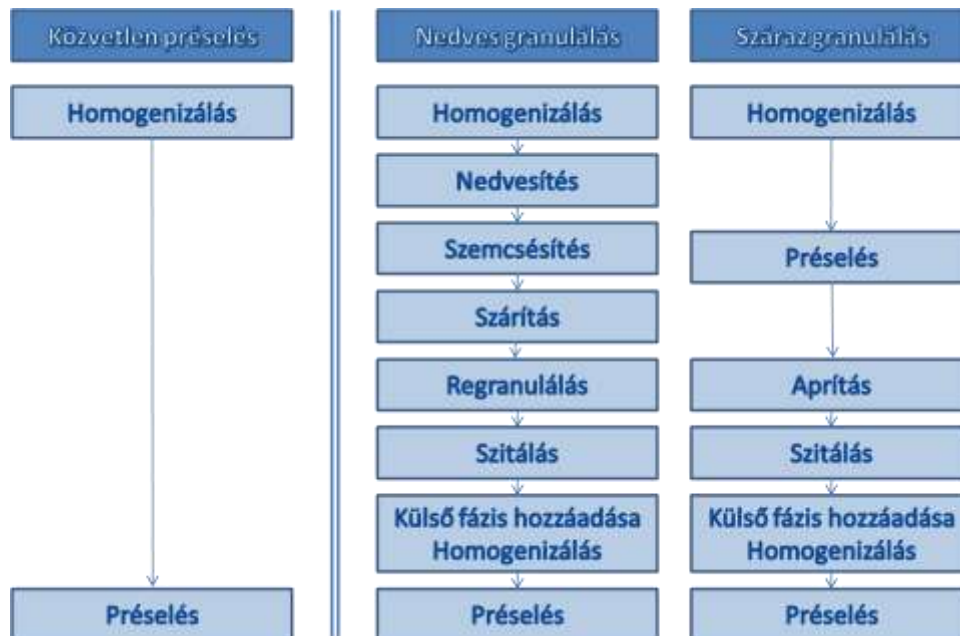 Közvetlen préselés
Homogenizálás
Préselés
Nedves granulálás
Homogenizálás
Nedvesítés
Szemcsésítés
Szárítás
Regranulálás
Szitálás
Külső fázis hozzáadása
Homogenizálás
Préselés
Száraz granulálás
Homogenizálás
Préselés
Aprítás
Szitálás
Külső fázis hozzáadása
Homogenizálás
Préselés